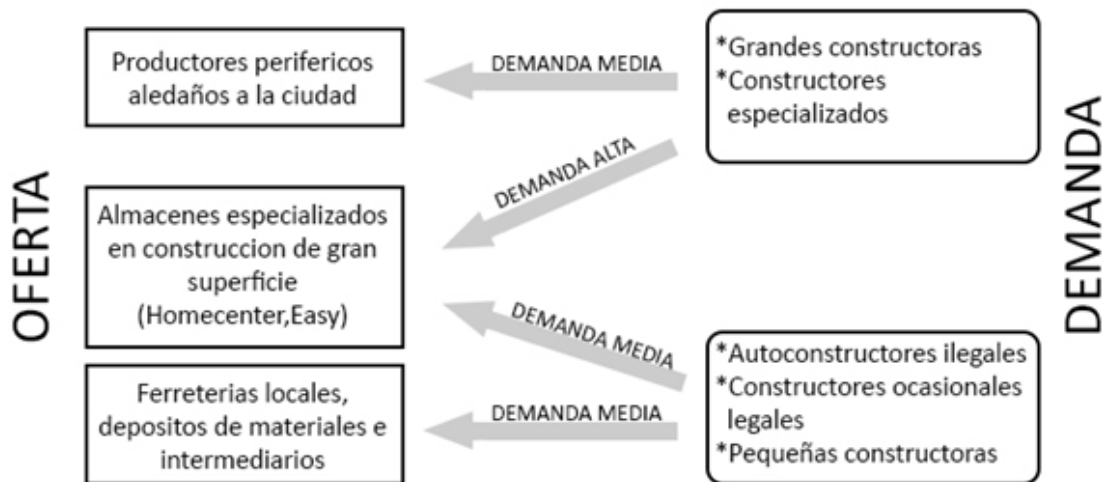 OFERTA
Productores perifericos
aledaños a la ciudad
Almacenes especializados
en construccion de gran
superficie
(Homecenter,Easy)
Ferreterias locales,
depositos de materiales e
intermediarios
DEMANDA MEDIA
DEMANDA ALTA
DEMANDA MEDIA
DEMANDA MEDIA
*Grandes constructoras
*Constructores
especializados
*Autoconstructores ilegales
*Constructores ocasionales
legales
*Pequeñas constructoras
DEMANDA